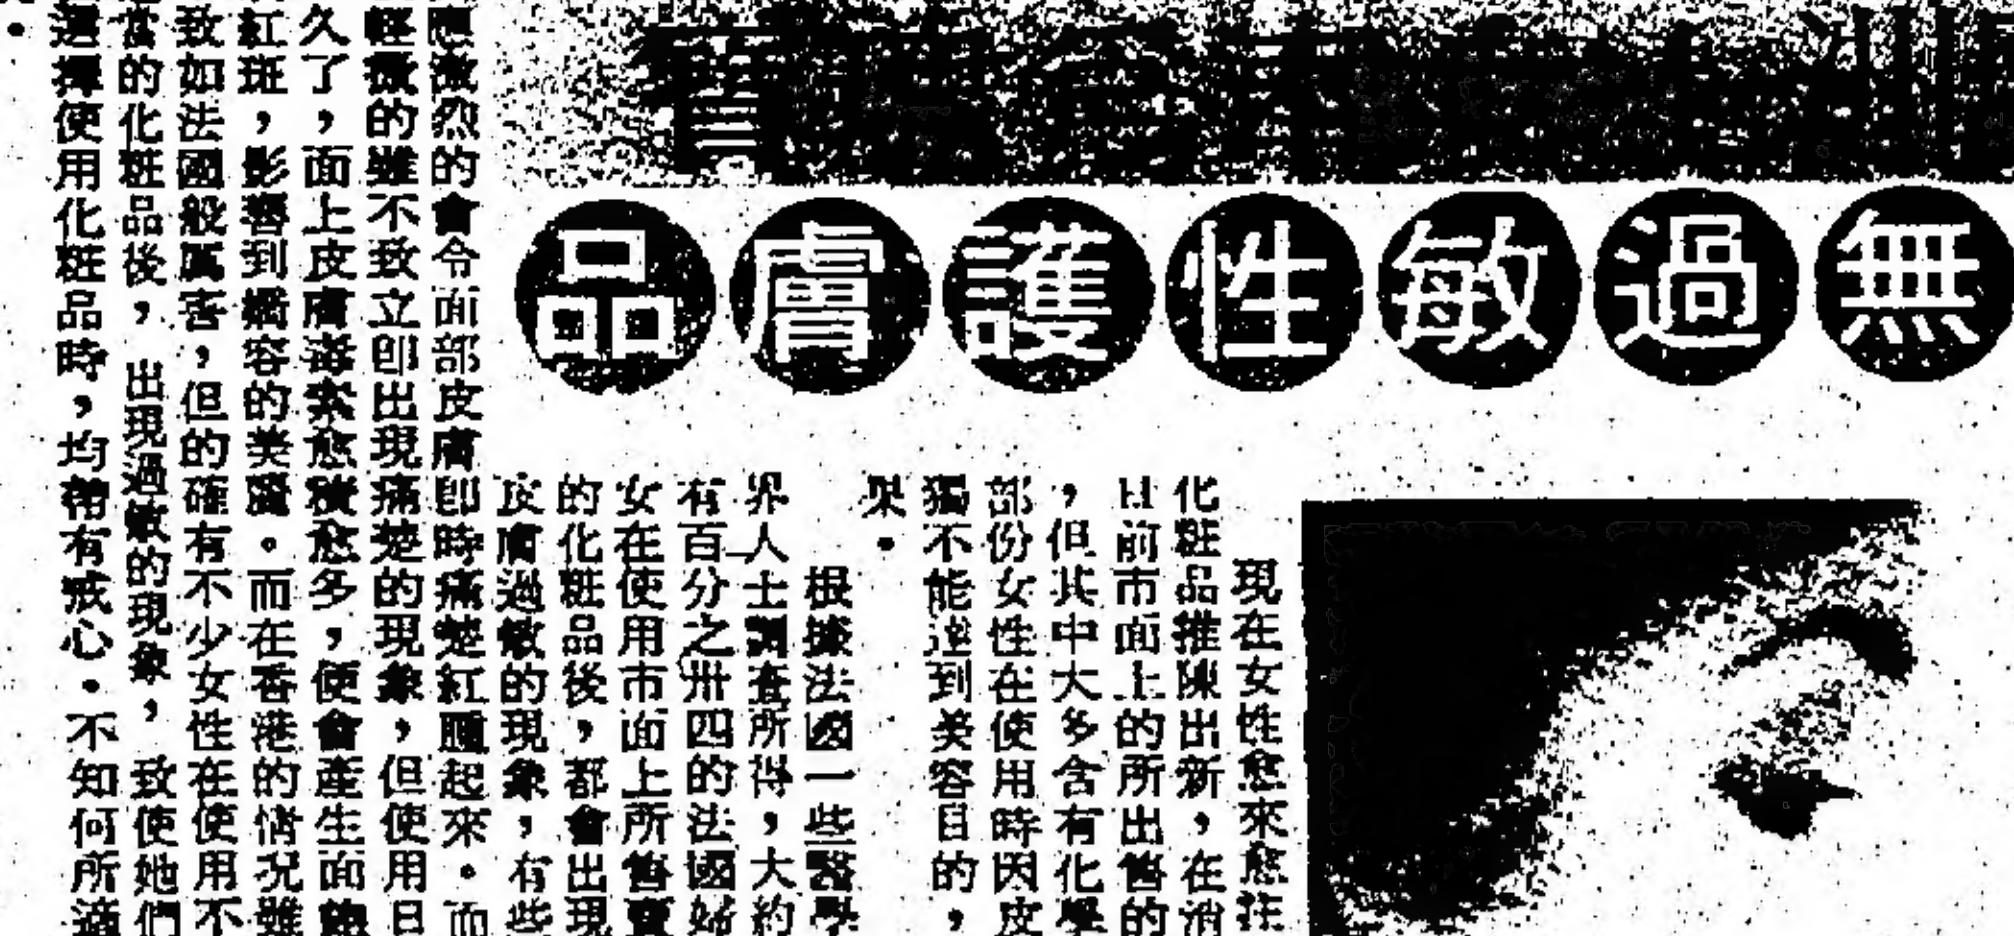 無過敏性護膚品
現在女性愈來愈注
化粧品推陳出新，在消
目前市面上的所出售的
，但其中大多含有化學
部份女性在使用時因皮
獨不能達到美容目的，
果。
根據法國一些醫學
界人士調查所得，大約
有百分之卅四的法國婦
女在使用市面上所售賣
的化粧品後，都會出現
皮膚過敏的現象，有些
應激烈的會令面部皮膚即時痛楚紅腫起來。而
輕微的雖不致立即出現痛楚的現象，但使用日
久了，面上皮膚毒素愈積愈多，便會產生面皰
紅斑，影響到嬌容的美麗。而在香港的情況雖
致如法國般厲害，但的確有不少女性在使用不
當的化粧品後，出現過敏的現象，致使她們
選擇使用化粧品時，均帶有戒心。不知何所適